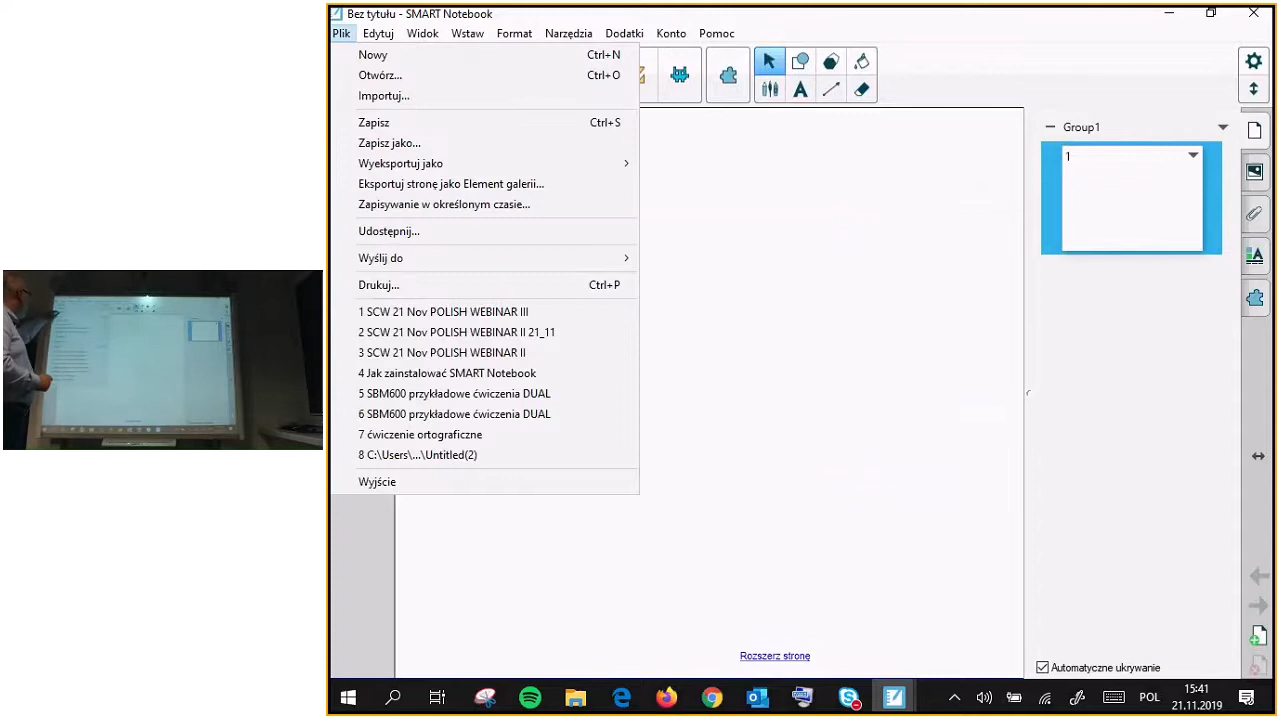 Bez tytułu - SMART Notebook
Plik Edytuj Widok Wstaw Format Narzędzia Dodatki Konto Pomoc
Nowy Ctrl+N
Otwórz... Ctrl+O
Importuj...
Zapisz Ctrl+S
Zapisz jako...
Wyeksportuj jako
Eksportuj stronę jako Element galerii...
Zapisywanie w określonym czasie...
Udostępnij...
Wyślij do
Drukuj... Ctrl+P
1 SCW 21 Nov POLISH WEBINAR III
2 SCW 21 Nov POLISH WEBINAR II 21_11
3 SCW 21 Nov POLISH WEBINAR II
4 Jak zainstalować SMART Notebook
5 SBM600 przykładowe ćwiczenia DUAL
6 SBM600 przykładowe ćwiczenia DUAL
7 ćwiczenie ortograficzne
8 C:\Users\...\Untitled(2)
Wyjście
Group1
1
Rozszerz stronę
Automatyczne ukrywanie
POL
15:41
21.11.2019